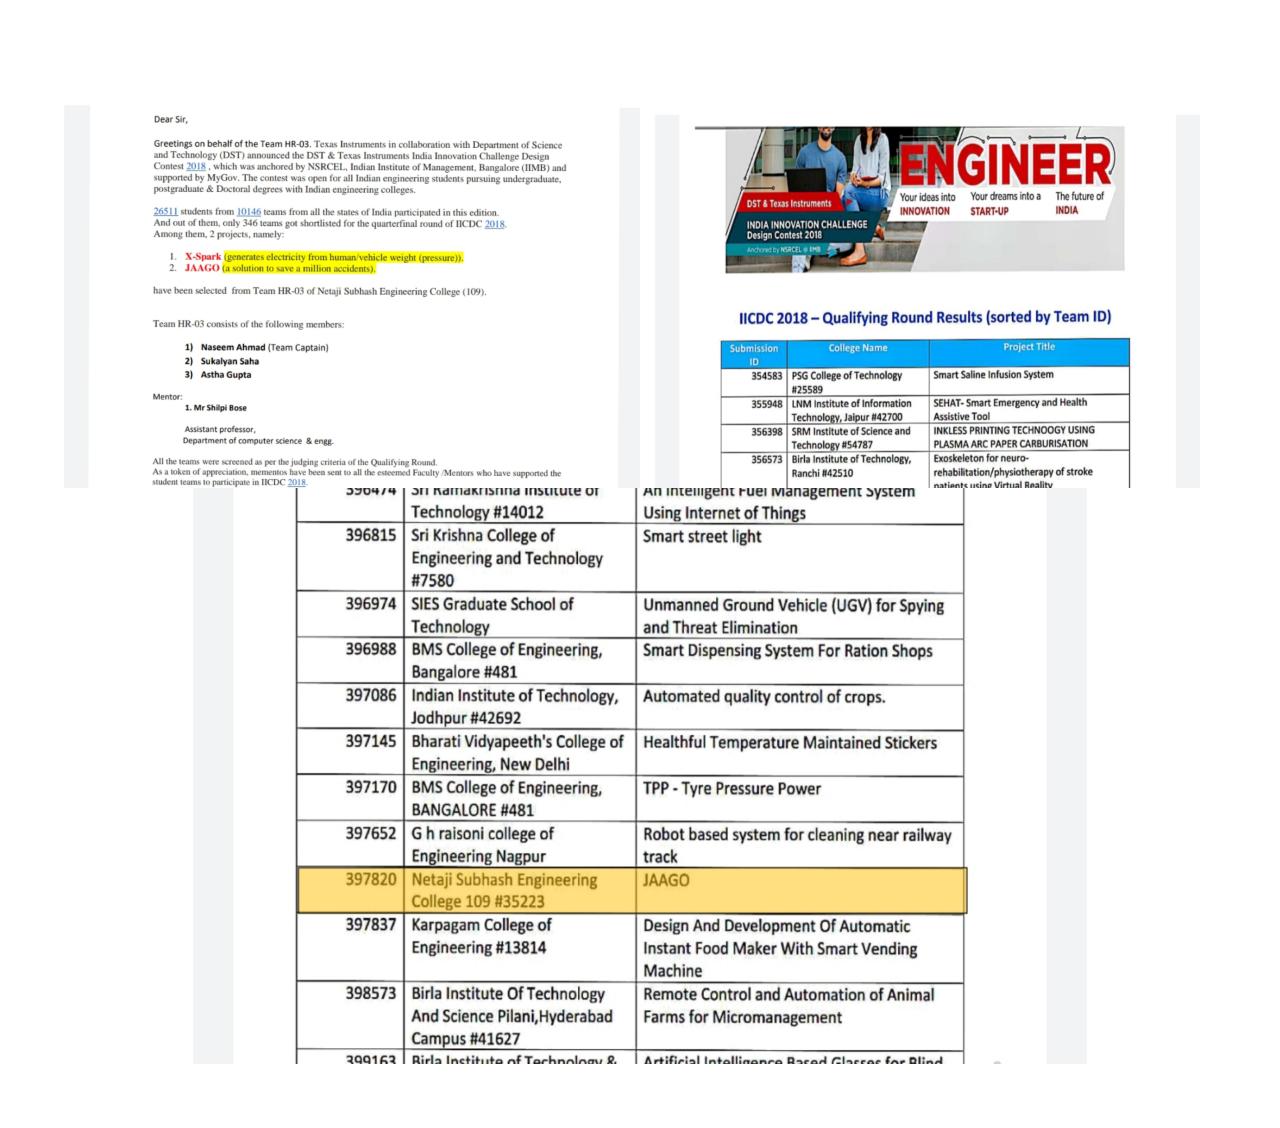 Dear Sir,
Greetings on behalf of the Team HR-03. Texas Instruments in collaboration with Department of Science
and Technology (DST) announced the DST & Texas Instruments India Innovation Challenge Design
Contest 2018 , which was anchored by NSRCEL, Indian Institute of Management, Bangalore (IIMB) and
supported by MyGov. The contest was open for all Indian engineering students pursuing undergraduate,
postgraduate & Doctoral degrees with Indian engineering colleges.
26511 students from 10146 teams from all the states of India participated in this edition.
And out of them, only 346 teams got shortlisted for the quarterfinal round of IICDC 2018.
Among them, 2 projects, namely:
1. X-Spark (generates electricity from human/vehicle weight (pressure)).
2. JAAGO (a solution to save a million accidents).
have been selected from Team HR-03 of Netaji Subhash Engineering College (109).
Team HR-03 consists of the following members:
1) Naseem Ahmad (Team Captain)
2) Sukalyan Saha
3) Astha Gupta
Mentor:
1. Mr Shilpi Bose
Assistant professor,
Department of computer science & engg.
All the teams were screened as per the judging criteria of the Qualifying Round.
As a token of appreciation, mementos have been sent to all the esteemed Faculty /Mentors who have supported the
student teams to participate in IICDC 2018.
ENGINEER
Your ideas into INNOVATION
Your dreams into a START-UP
The future of INDIA
DST & Texas Instruments
INDIA INNOVATION CHALLENGE
Design Contest 2018
Anchored by NSRCEL @ IIMB
IICDC 2018 – Qualifying Round Results (sorted by Team ID)
Submission ID College Name Project Title
354583 PSG College of Technology Smart Saline Infusion System
#25589
355948 LNM Institute of Information SEHAT- Smart Emergency and Health
Technology, Jaipur #42700 Assistive Tool
356398 SRM Institute of Science and INKLESS PRINTING TECHNOOGY USING
Technology #54787 PLASMA ARC PAPER CARBURISATION
356573 Birla Institute of Technology, Exoskeleton for neuro-
Ranchi #42510 rehabilitation/physiotherapy of stroke
patients using Virtual Reality
396474 Sri Ramakrishna Institute of An Intelligent Fuel Management System
Technology #14012 Using Internet of Things
396815 Sri Krishna College of Smart street light
Engineering and Technology
#7580
396974 SIES Graduate School of Unmanned Ground Vehicle (UGV) for Spying
Technology and Threat Elimination
396988 BMS College of Engineering, Smart Dispensing System For Ration Shops
Bangalore #481
397086 Indian Institute of Technology, Automated quality control of crops.
Jodhpur #42692
397145 Bharati Vidyapeeth's College of Healthful Temperature Maintained Stickers
Engineering, New Delhi
397170 BMS College of Engineering, TPP - Tyre Pressure Power
BANGALORE #481
397652 G h raisoni college of Robot based system for cleaning near railway
Engineering Nagpur track
397820 Netaji Subhash Engineering JAAGO
College 109 #35223
397837 Karpagam College of Design And Development Of Automatic
Engineering #13814 Instant Food Maker With Smart Vending
Machine
398573 Birla Institute Of Technology Remote Control and Automation of Animal
And Science Pilani,Hyderabad Farms for Micromanagement
Campus #41627
399163 Birla Institute of Technology & Artificial Intelligence Based Glasses for Blind